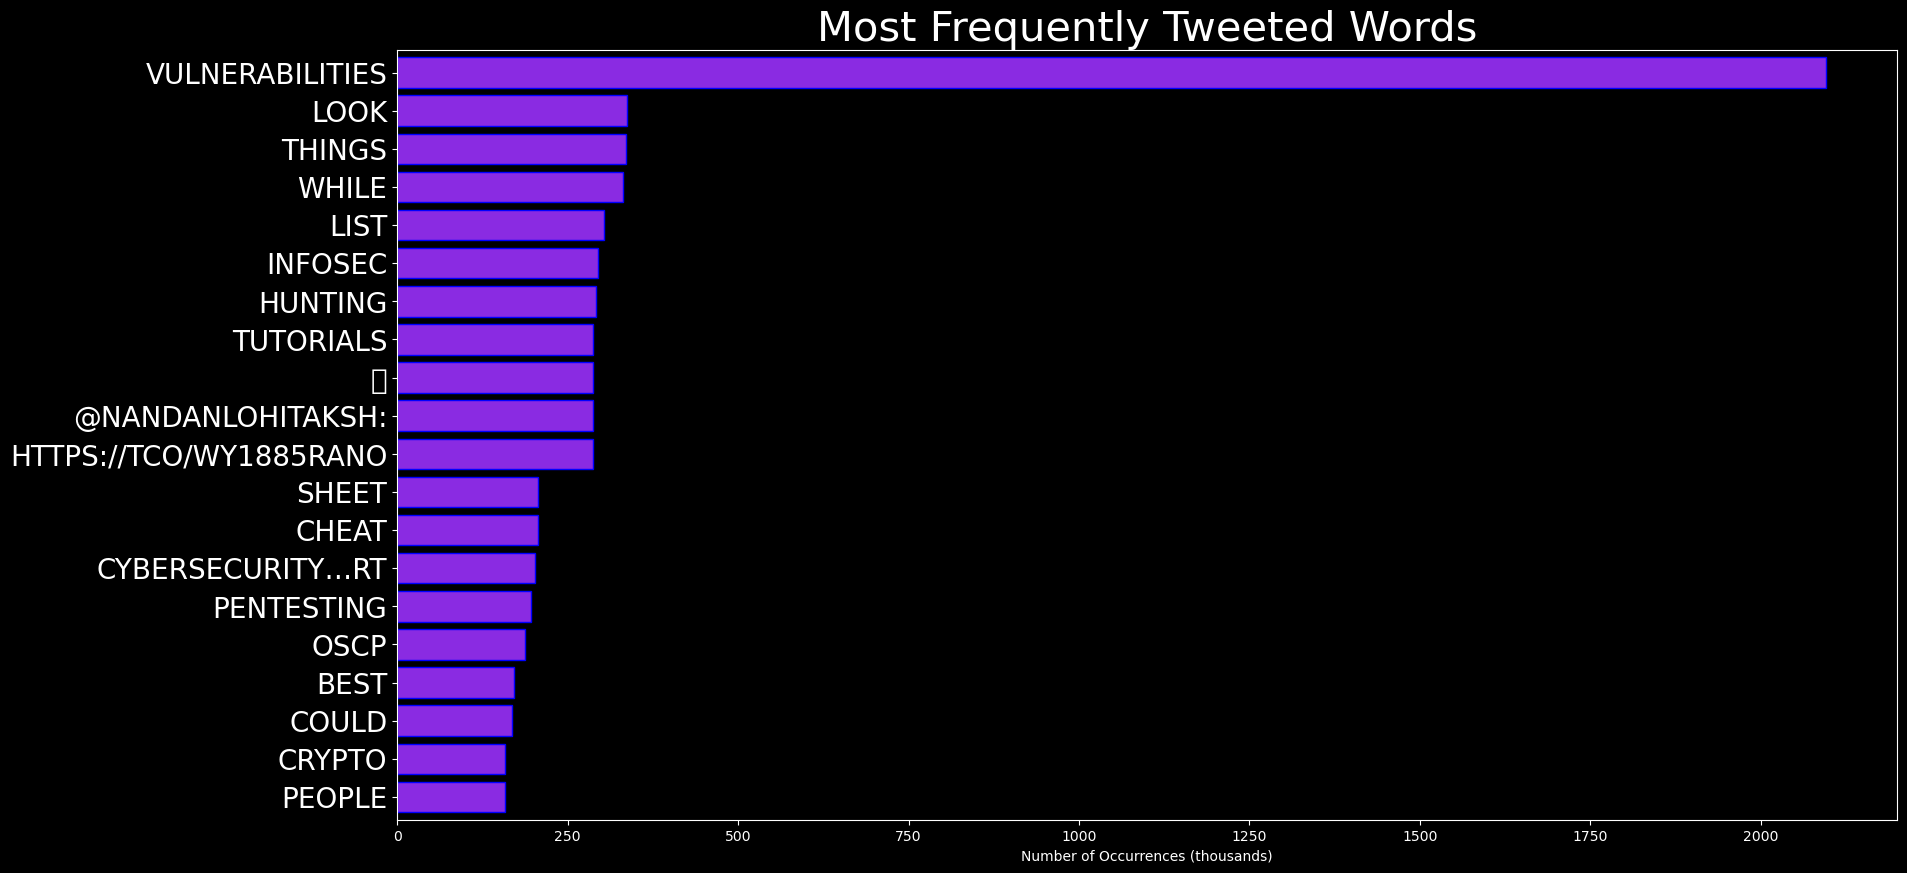 Most Frequently Tweeted Words
VULNERABILITIES
LOOK
THINGS
WHILE
LIST
INFOSEC
HUNTING
TUTORIALS
@NANDANLOHITAKSH:
HTTPS://TCO/WY1885RANO
SHEET
CHEAT
CYBERSECURITY…RT
PENTESTING
OSCP
BEST
COULD
CRYPTO
PEOPLE
0 250 500 750 1000 1250 1500 1750 2000
Number of Occurrences (thousands)